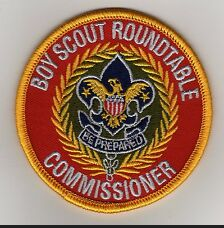 BOY SCOUT ROUNDTABLE
BE PREPARED
COMMISSIONER